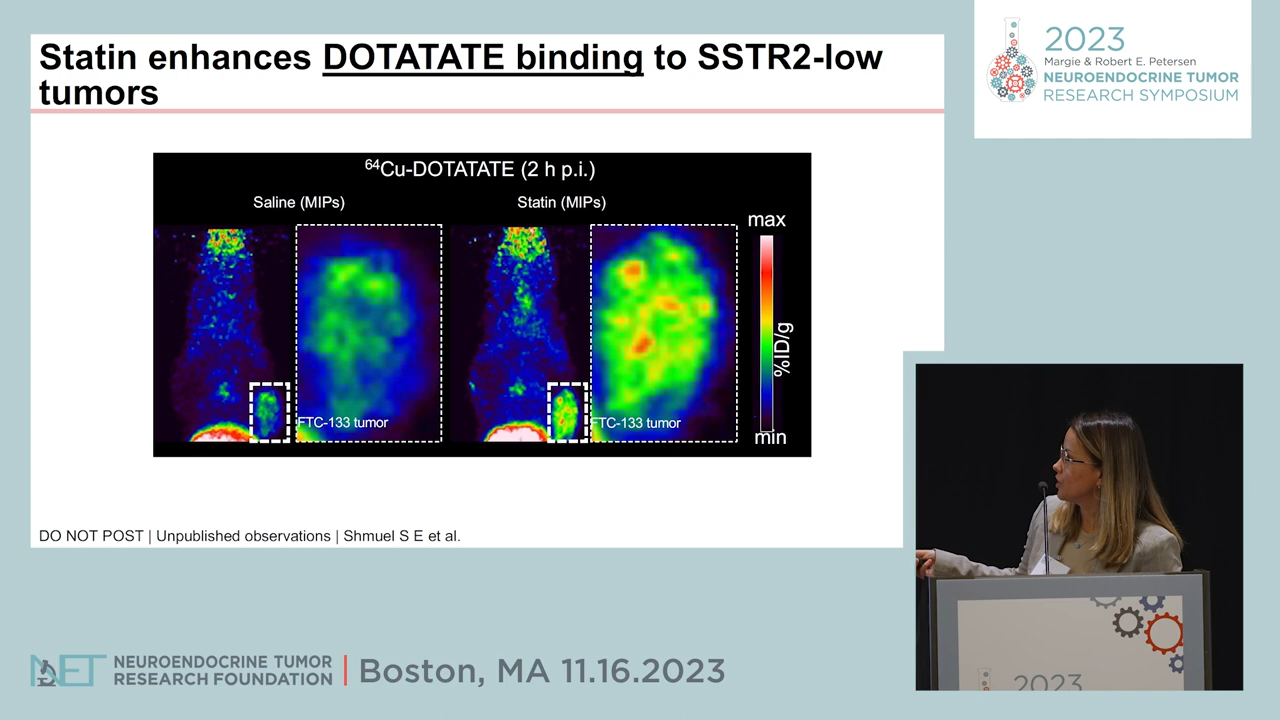 Statin enhances DOTATATE binding to SSTR2-low
tumors
2023
Margie & Robert E. Petersen
NEUROENDOCRINE TUMOR
RESEARCH SYMPOSIUM
64Cu-DOTATATE (2 h p.i.)
Saline (MIPs)
Statin (MIPs)
max
%ID/g
min
FTC-133 tumor
FTC-133 tumor
DO NOT POST | Unpublished observations | Shmuel S E et al.
NET
NEUROENDOCRINE TUMOR
RESEARCH FOUNDATION
Boston, MA 11.16.2023
2023